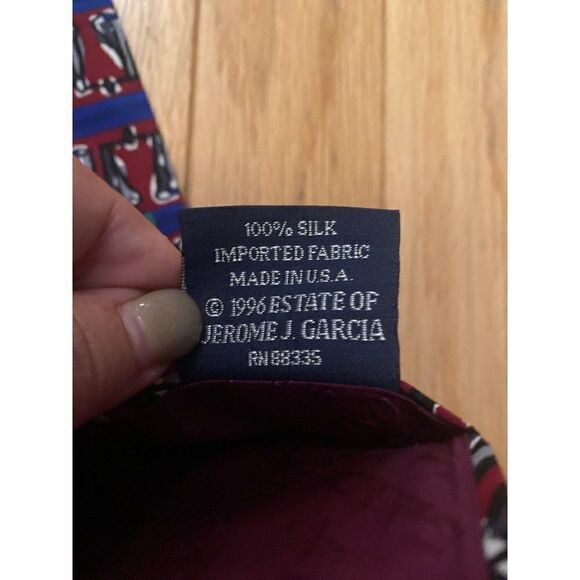 100% SILK
IMPORTED FABRIC
MADE IN U.S.A.
© 1996 ESTATE OF
JEROME J. GARCIA
RN 88335